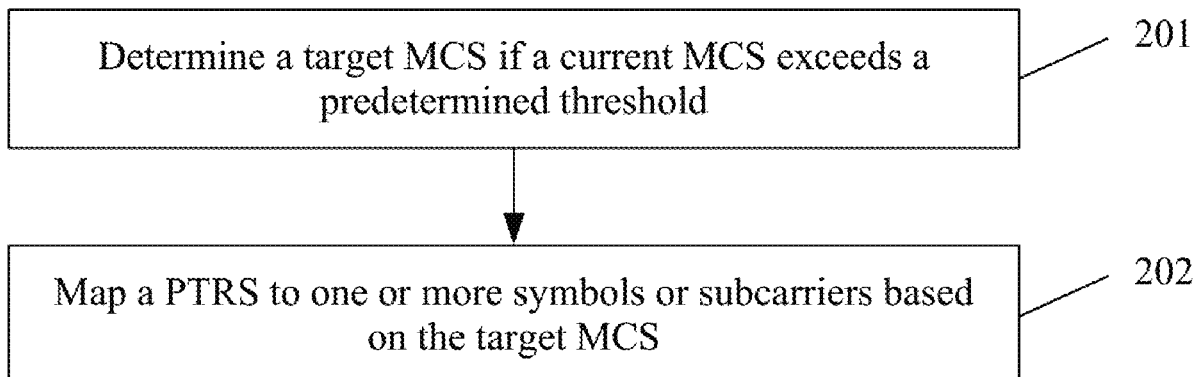 Determine a target MCS if a current MCS exceeds a
predetermined threshold
201
Map a PTRS to one or more symbols or subcarriers based
on the target MCS
202